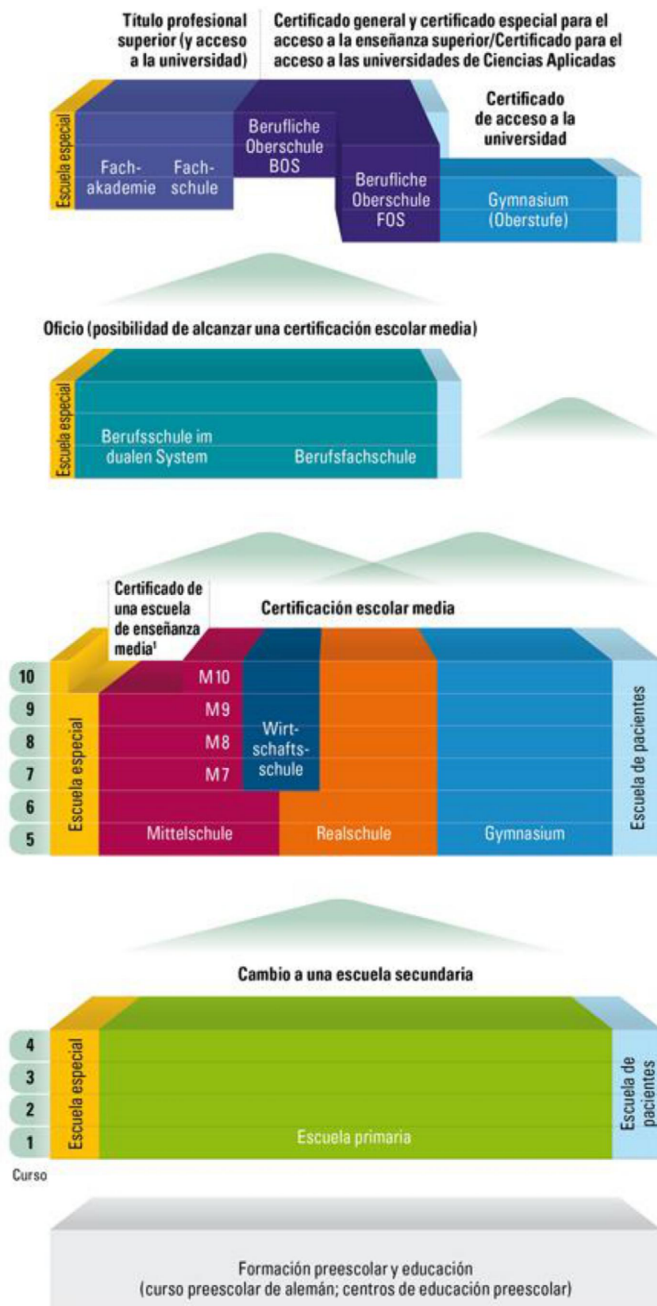 Título profesional
superior (y acceso
a la universidad)
Certificado general y certificado especial para el
acceso a la enseñanza superior/Certificado para el
acceso a las universidades de Ciencias Aplicadas
Certificado
de acceso a la
universidad
Escuela especial
Fach-
akademie
Fach-
schule
Berufliche
Oberschule
BOS
Berufliche
Oberschule
FOS
Gymnasium
(Oberstufe)
Oficio (posibilidad de alcanzar una certificación escolar media)
Escuela especial
Berufsschule im
dualen System
Berufsfachschule
Certificado de
una escuela
de enseñanza
media¹
Certificación escolar media
10
9
8
7
6
5
Escuela especial
M10
M9
M8
M7
Mittelschule
Wirt-
schafts-
schule
Realschule
Gymnasium
Escuela de pacientes
Cambio a una escuela secundaria
4
3
2
1
Curso
Escuela especial
Escuela primaria
Escuela de
pacientes
Formación preescolar y educación
(curso preescolar de alemán; centros de educación preescolar)